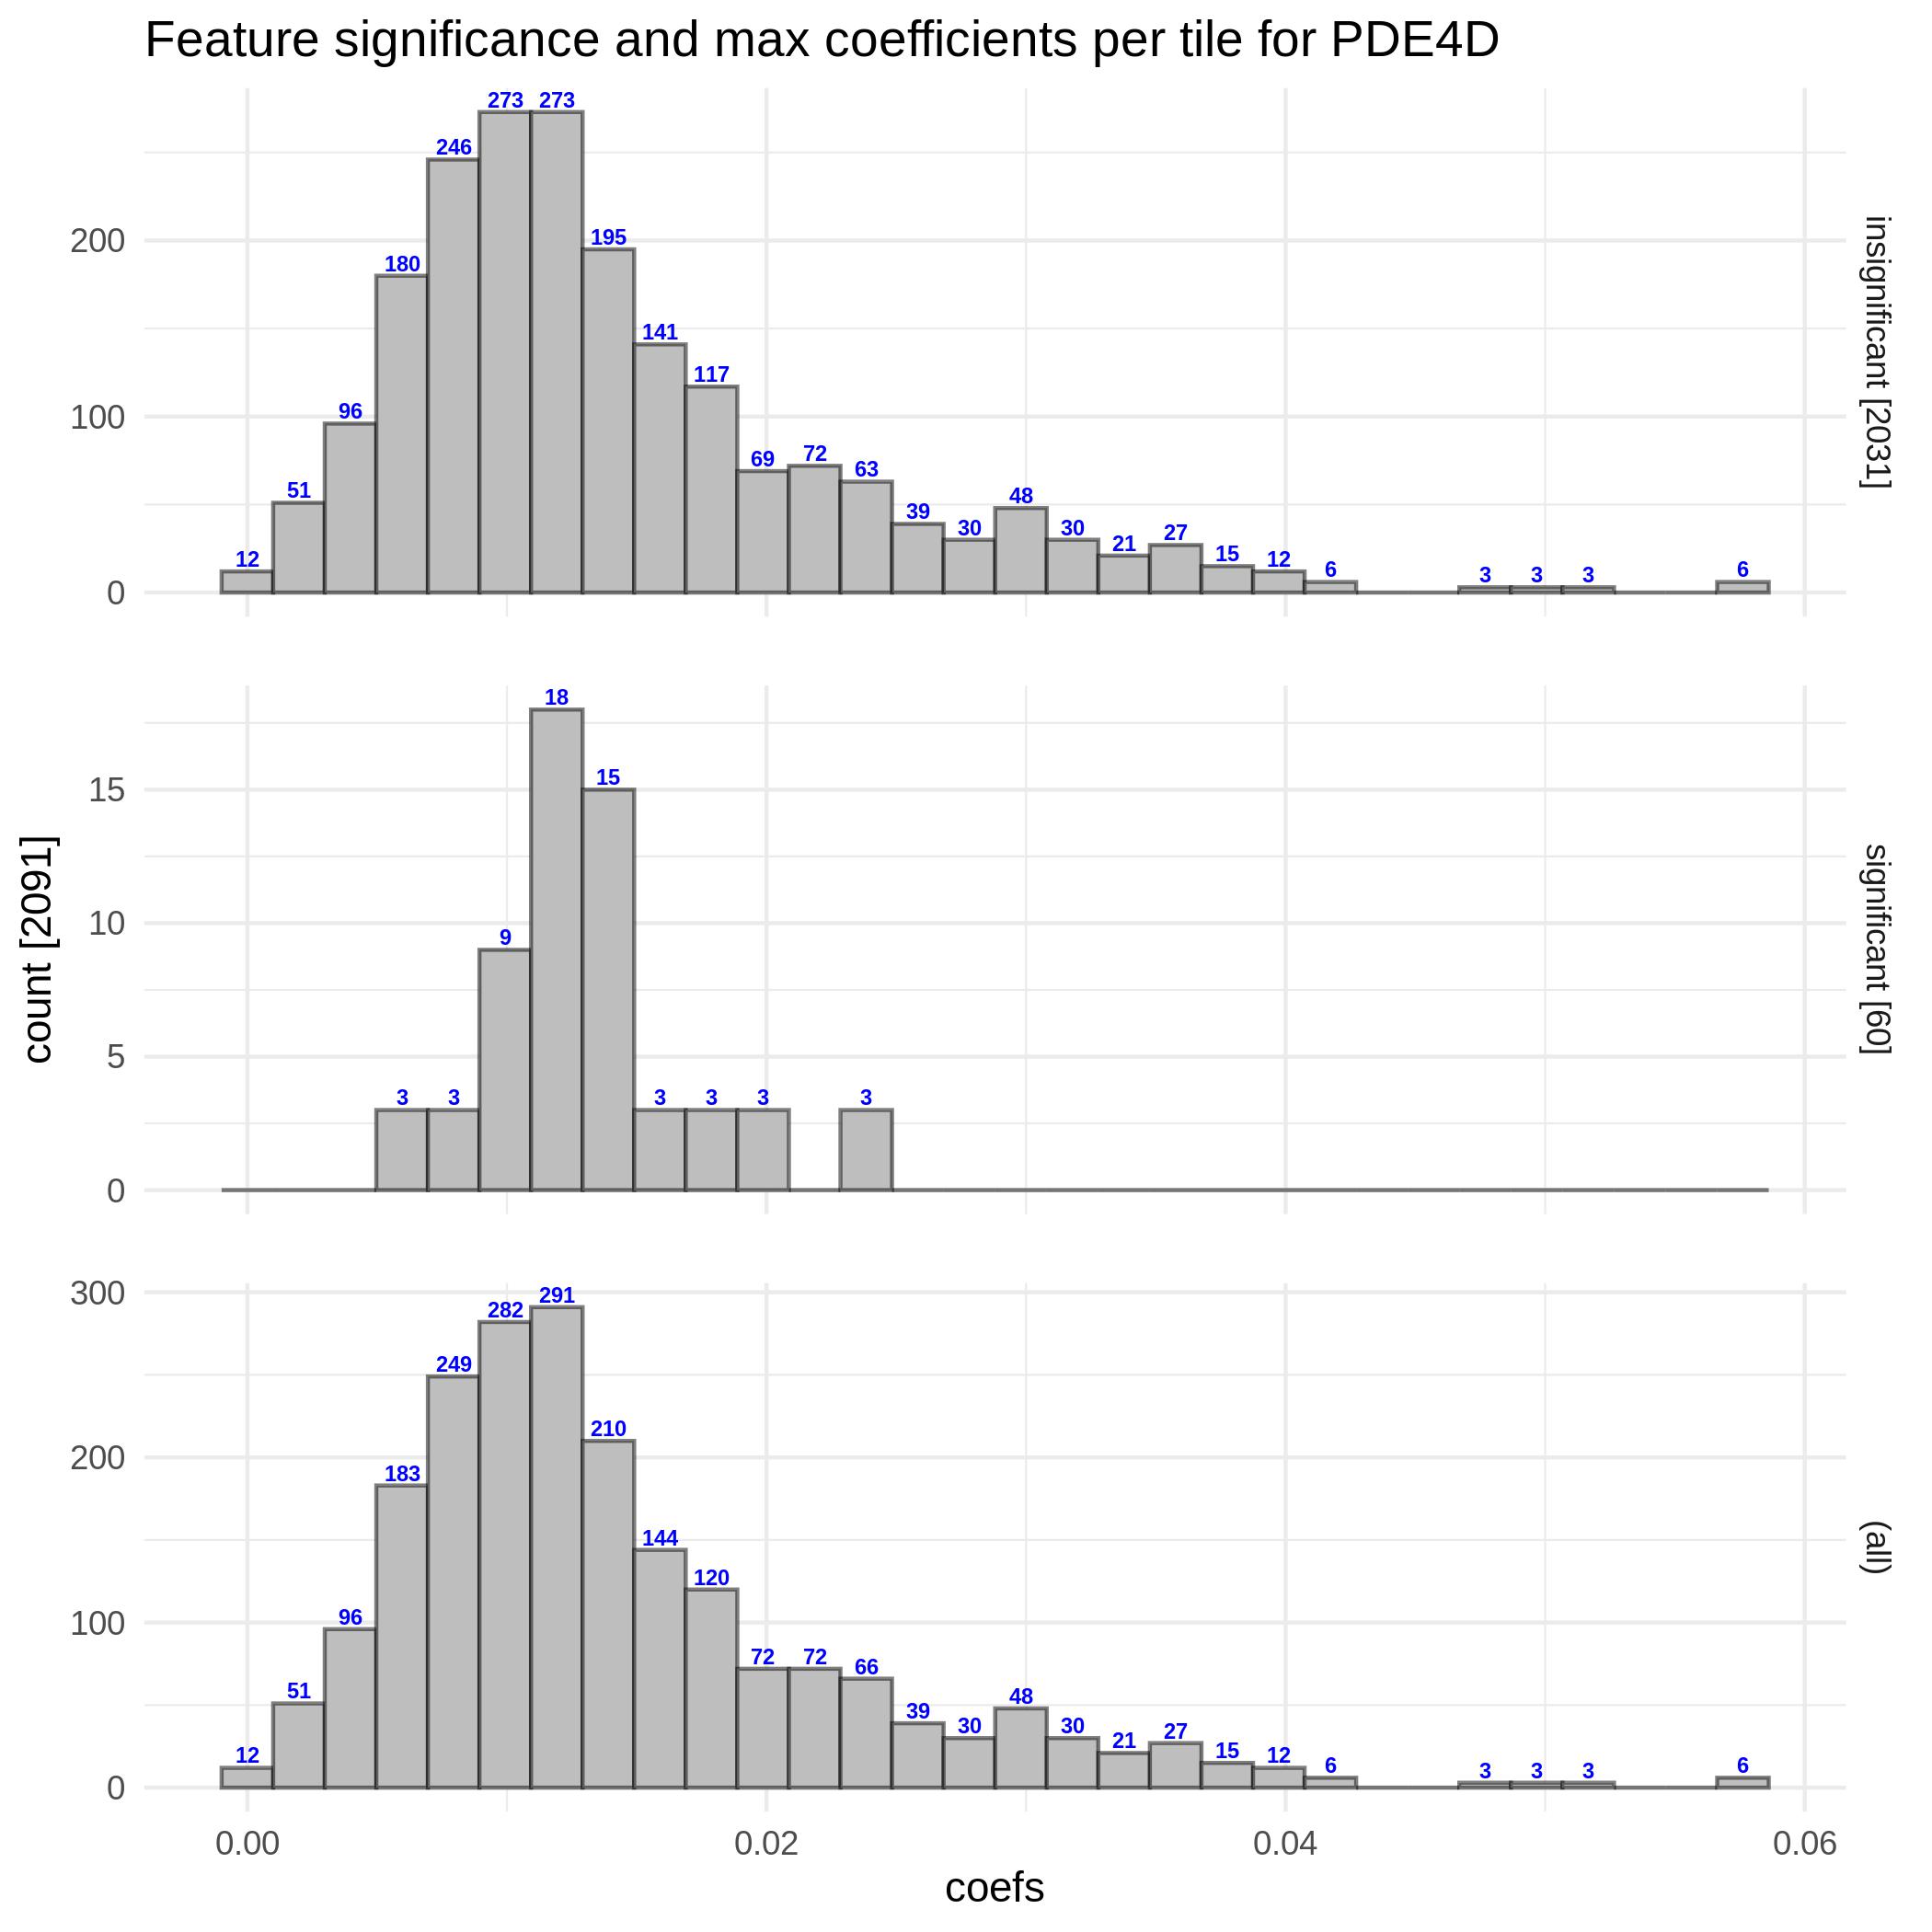 Feature significance and max coefficients per tile for PDE4D
273 273
246
195
180
141
117
96
69 72 63
51
39 30 48 30 21 27 15 12 6 3 3 3 6
12
200
100
0
insignificant [2031]
18
15
9
3 3 3 3 3 3
15
10
5
0
significant [60]
count [2091]
300
200
100
0
291
282
249
210
183
144
120
96
72 72 66
51
39 30 48 30 21 27 15 12 6 3 3 3 6
12
(all)
0.00 0.02 0.04 0.06
coefs